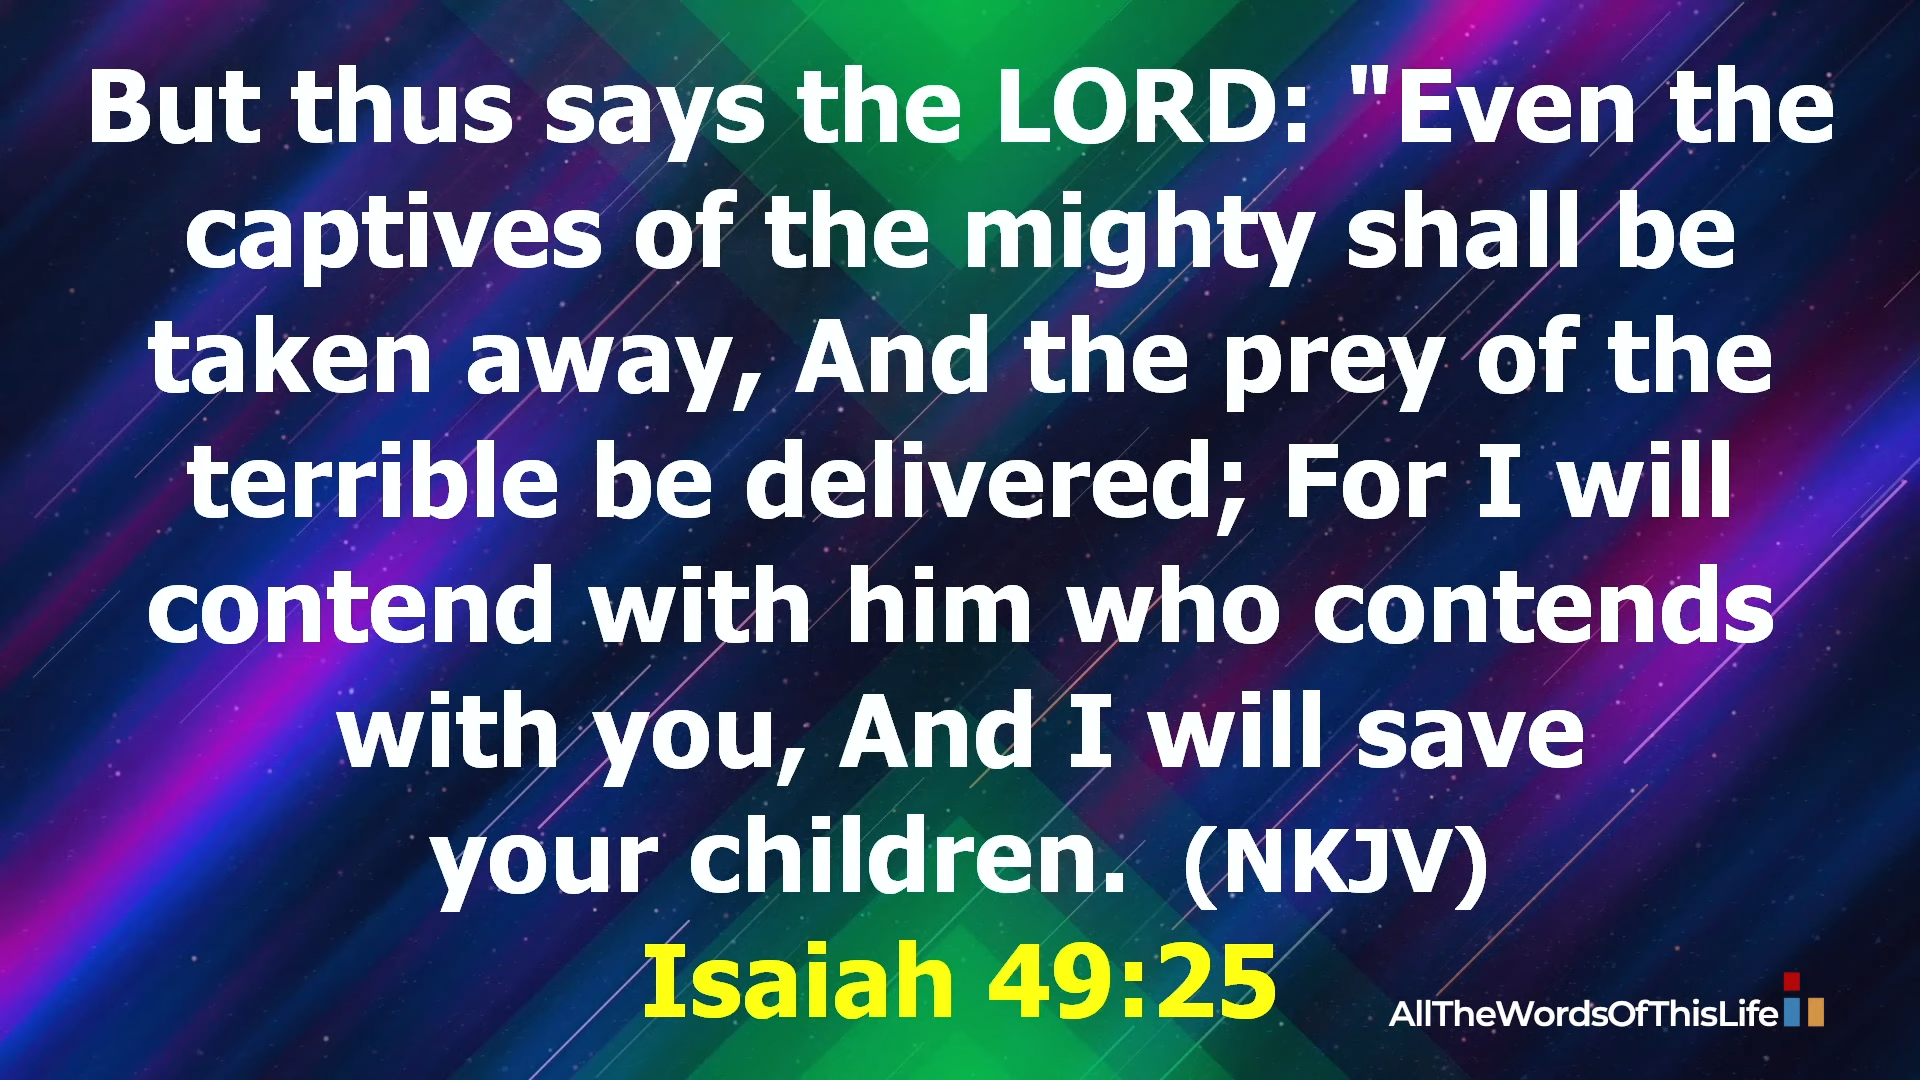 But thus says the LORD: "Even the
captives of the mighty shall be
taken away, And the prey of the
terrible be delivered; For I will
contend with him who contends
with you, And I will save
your children.  (NKJV)
Isaiah 49:25
AllTheWordsOfThisLife